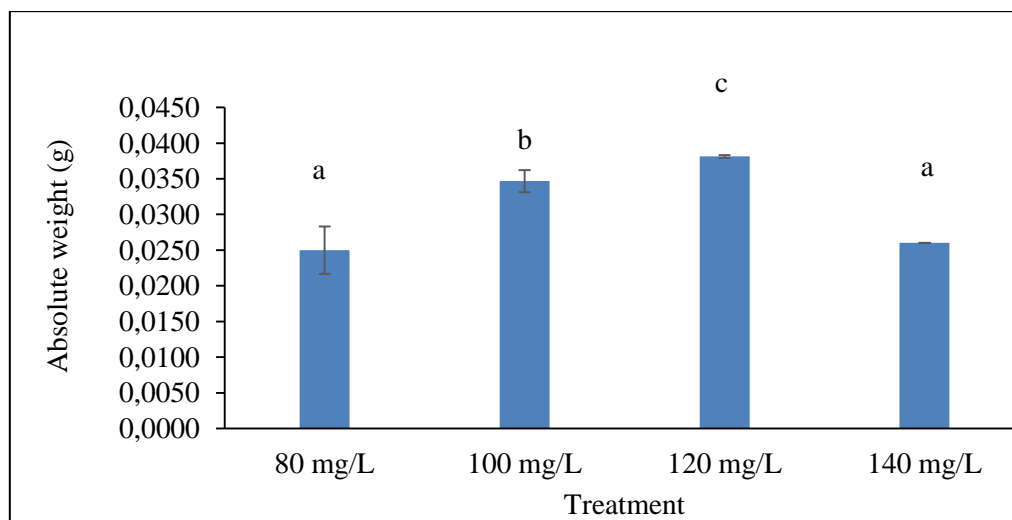 c
0,0450
0,0400
b
0,0350
a
a
0,0300
0,0250
0,0200
0,0150
0,0100
0,0050
0,0000
Absolute weight (g)
80 mg/L 100 mg/L 120 mg/L 140 mg/L
Treatment